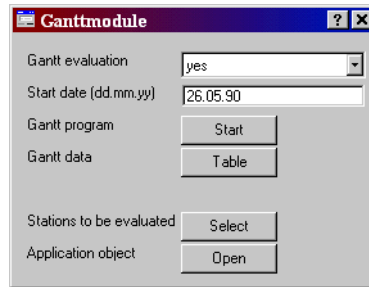 Ganttmodule
Gantt evaluation yes
Start date (dd.mm.yy) 26.05.90
Gantt program Start
Gantt data Table
Stations to be evaluated Select
Application object Open